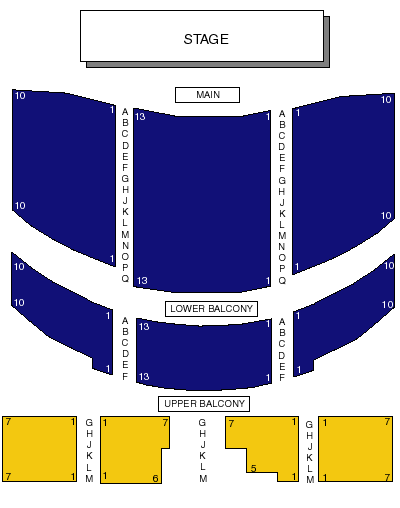 STAGE
MAIN
10 1 13 1 1 10
A A
B B
C C
D D
E E
F F
G G
H H
J J
K K
L L
M M
N N
O O
P P
Q Q
10 1 13 1 1 10
LOWER BALCONY
10 1 13 1 1 10
A A
B B
C C
D D
E E
F F
10 1 13 1 1 10
UPPER BALCONY
7 1 G 1 7 G 7 1 G 1 7
H H H
J J J
K K K
L L 5 L
7 1 M 1 6 M 1 M 1 7